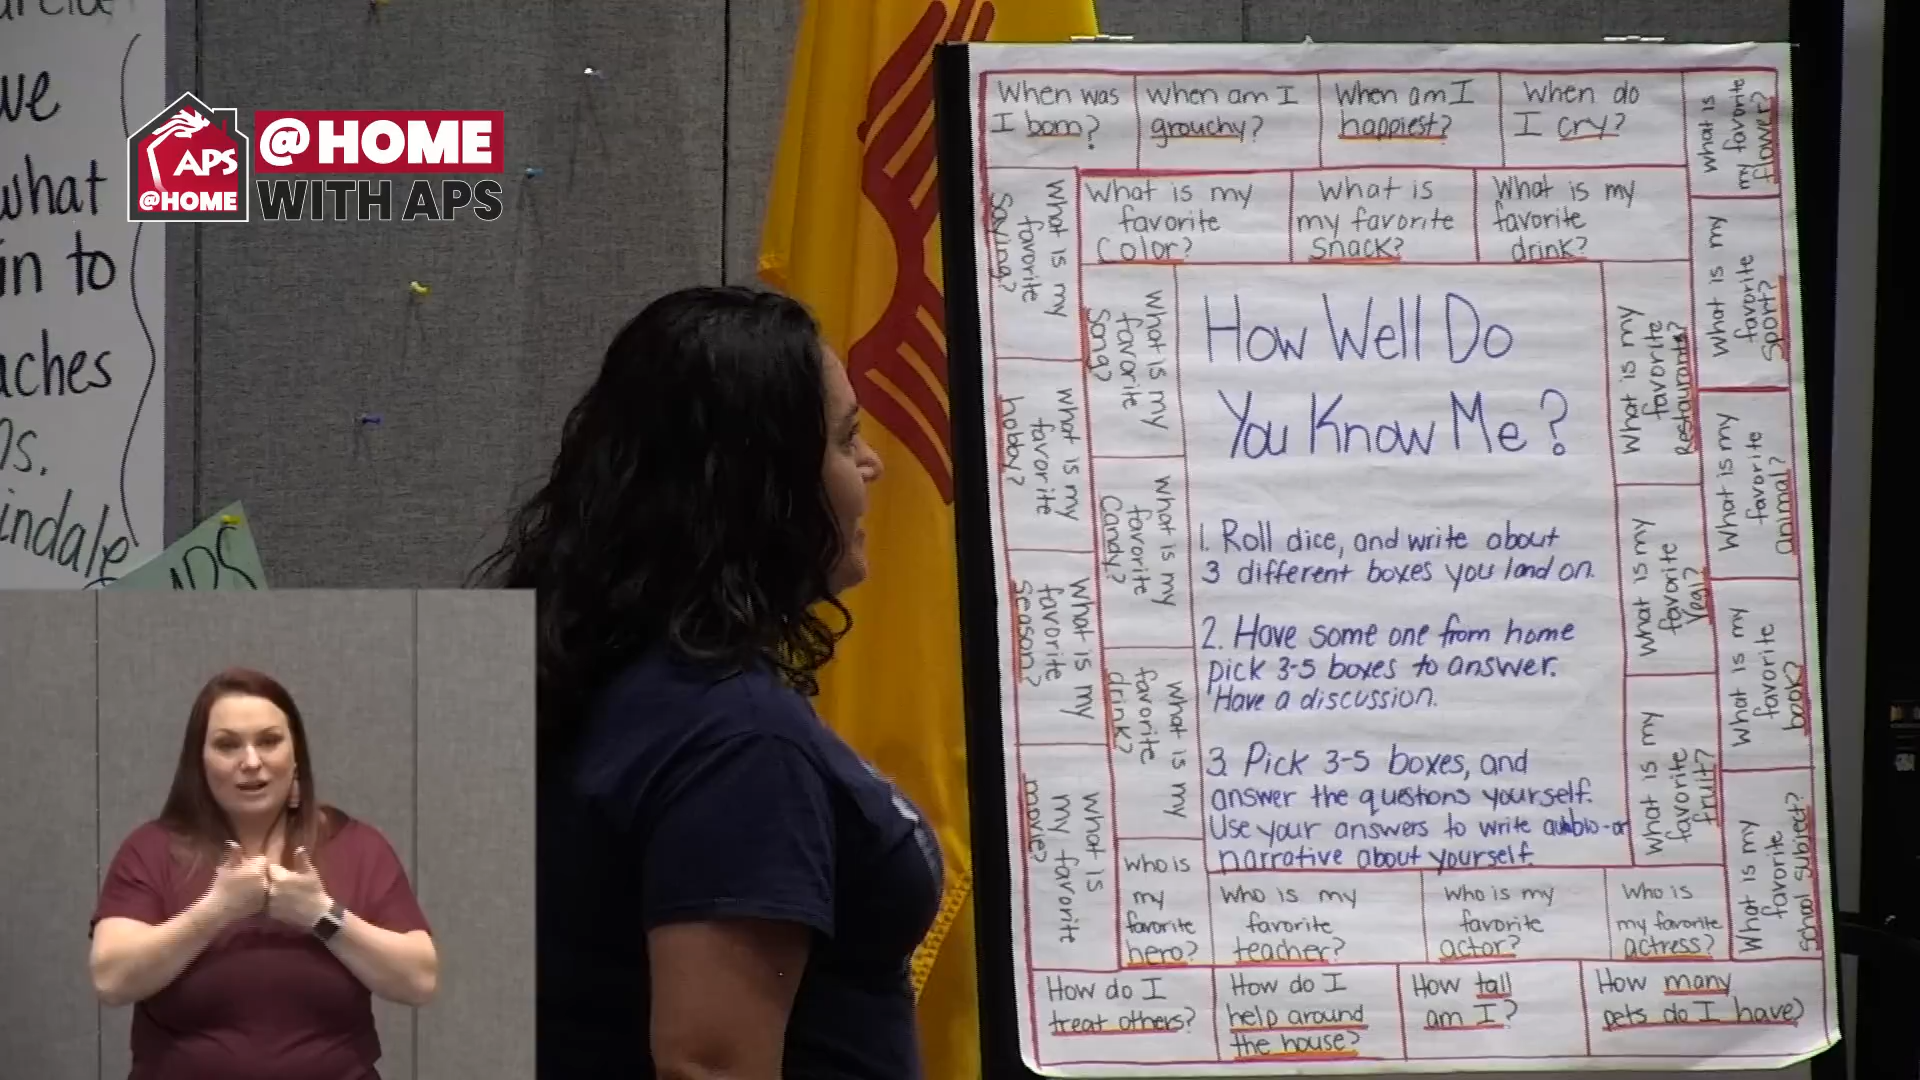 ve
what
in to
aches
ns.
indale
APS
@HOME
@HOME
WITH APS
When was
I born?
When am I
grouchy?
When am I
happiest?
When do
I cry?
What is
my favorite
flower?
What is my
favorite
saying?
What is my
favorite
Color?
What is
my favorite
snack?
What is my
favorite
drink?
What is my
favorite
sport?
What is my
favorite
Song?
How Well Do
You Know Me?
What is my
favorite
Restaurante?
What is my
favorite
hobby?
What is my
favorite
Candy?
1. Roll dice, and write about
3 different boxes you land on.
2. Have some one from home
pick 3-5 boxes to answer.
Have a discussion.
3. Pick 3-5 boxes, and
answer the questions yourself.
Use your answers to write
narrative about yourself.
What is my
favorite
Veg?
What is my
favorite
animal?
What is my
favorite
season?
What is my
favorite
drink?
What is my
favorite
fruit?
What is my
favorite
book?
What is
my favorite
movie?
Who is
my
favorite
hero?
Who is my
favorite
teacher?
Who is my
favorite
actor?
Who is
my favorite
actress?
What is my
favorite
school subject?
How do I
treat others?
How do I
help around
the house?
How tall
am I?
How many
pets do I have?